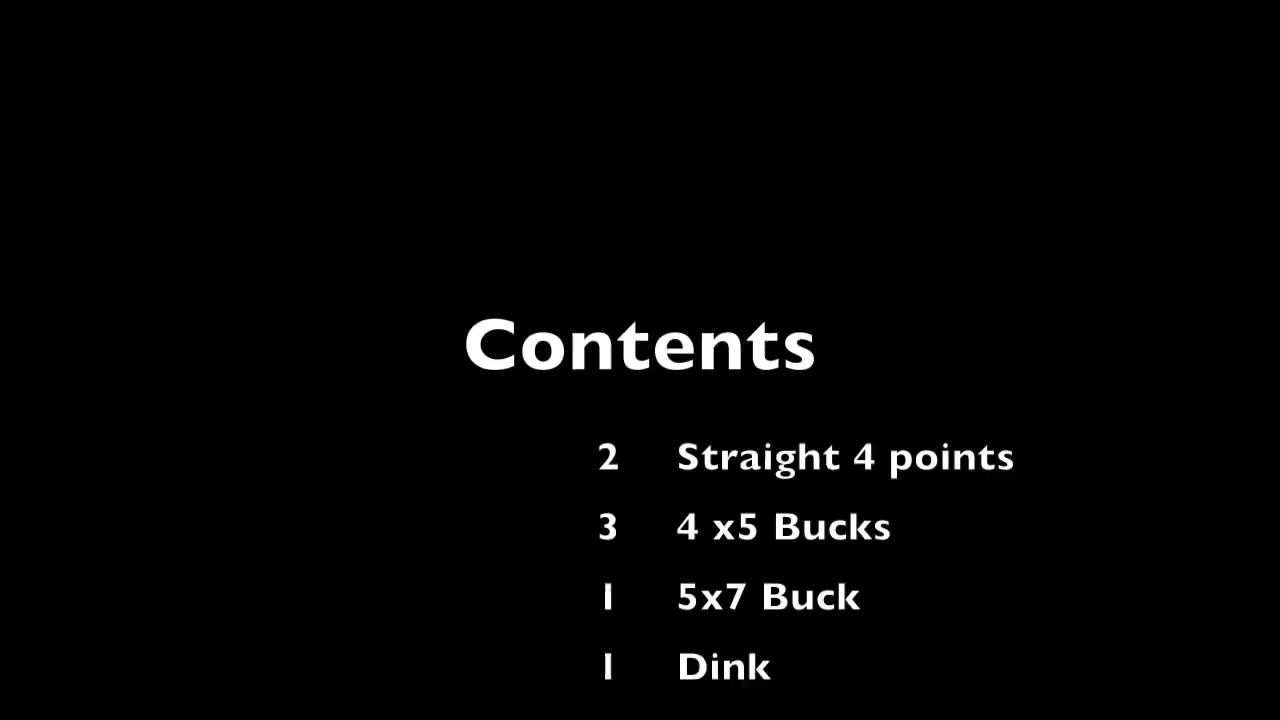 Contents
2 Straight 4 points
3 4 x5 Bucks
1 5x7 Buck
1 Dink